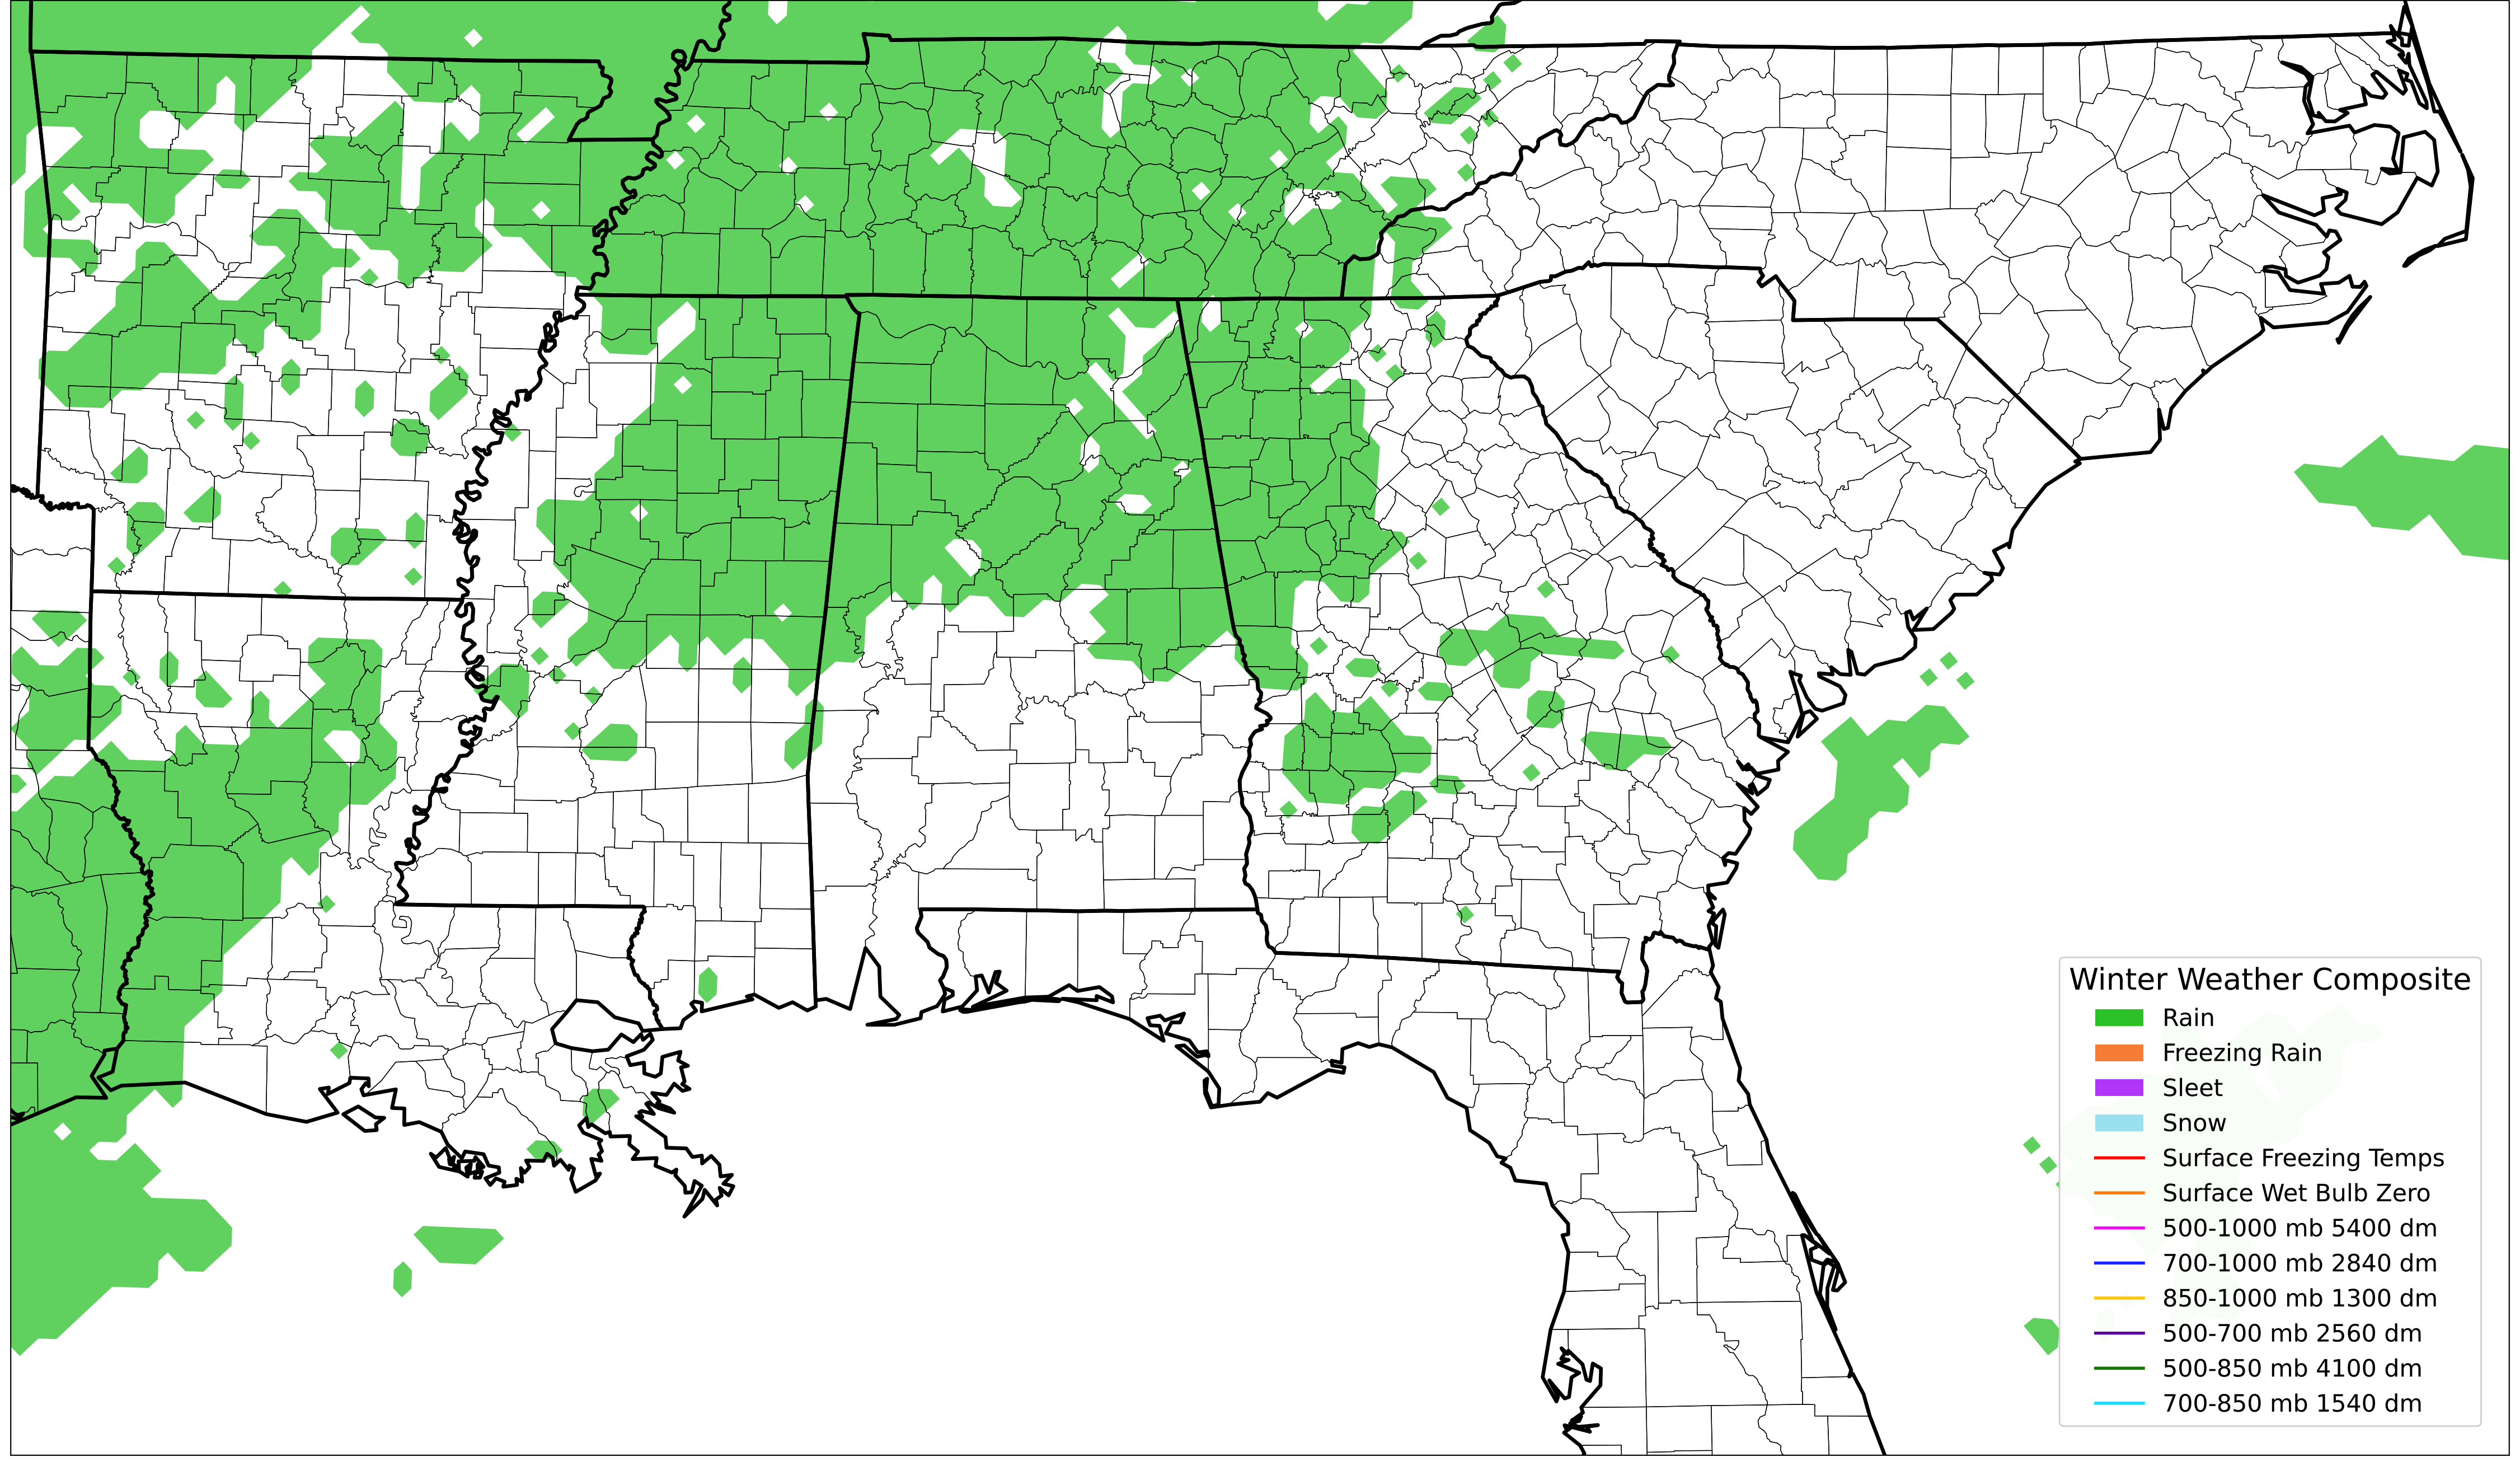 Winter Weather Composite
Rain
Freezing Rain
Sleet
Snow
Surface Freezing Temps
Surface Wet Bulb Zero
500-1000 mb 5400 dm
700-1000 mb 2840 dm
850-1000 mb 1300 dm
500-700 mb 2560 dm
500-850 mb 4100 dm
700-850 mb 1540 dm